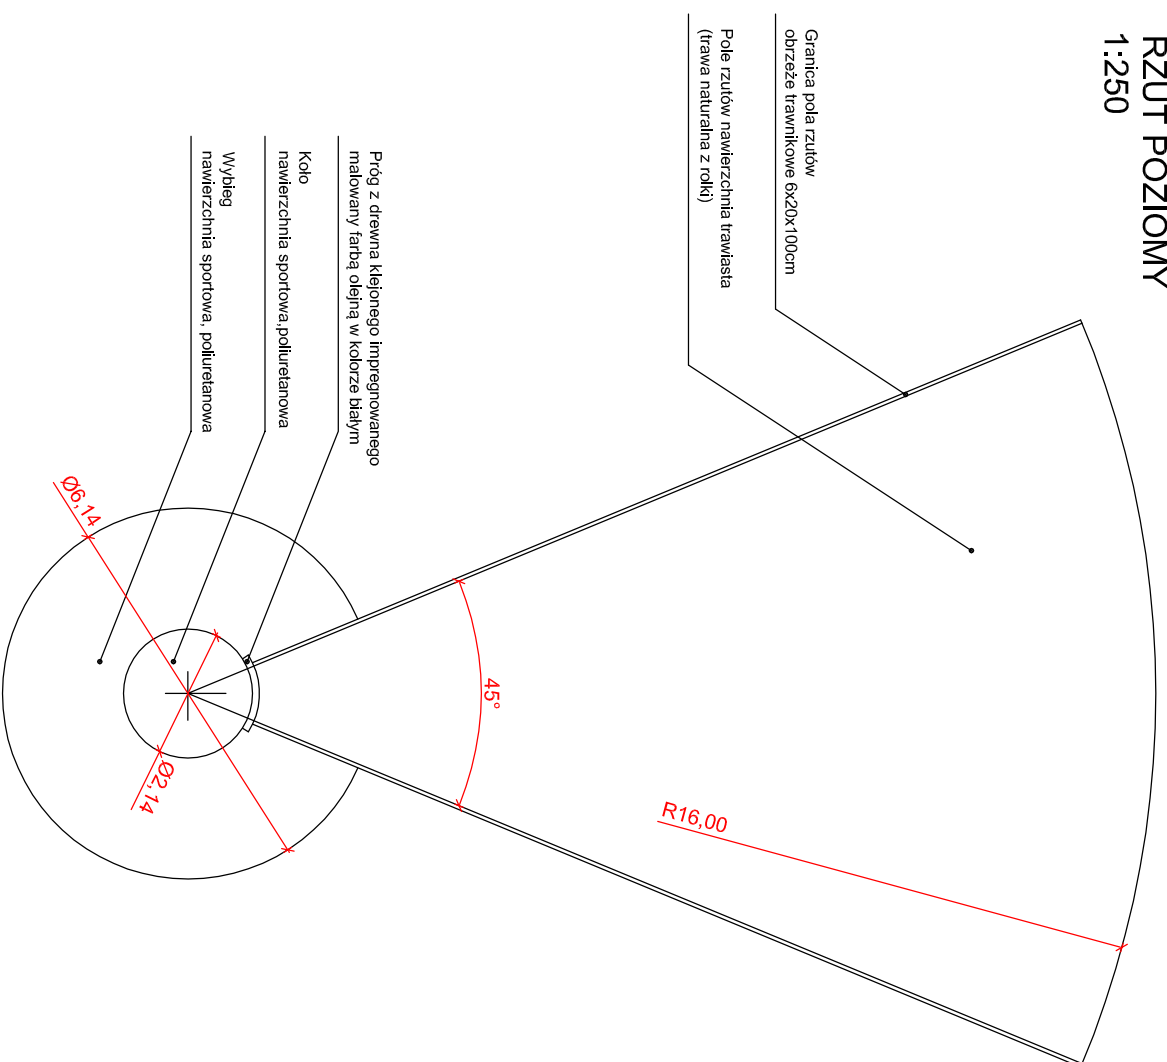 RZUT POZIOMY
1:250
Granica pola rzutów
obrzeże trawnikowe 6x20x100cm
Pole rzutów nawierzchnia trawiasta
(trawa naturalna z rolki)
Próg z drewna klejonego impregnowanego
malowany farbą olejną w kolorze białym
Koło
nawierzchnia sportowa,poliuretanowa
Wybieg
nawierzchnia sportowa, poliuretanowa
Ø6,14
45°
Ø2,14
R16,00